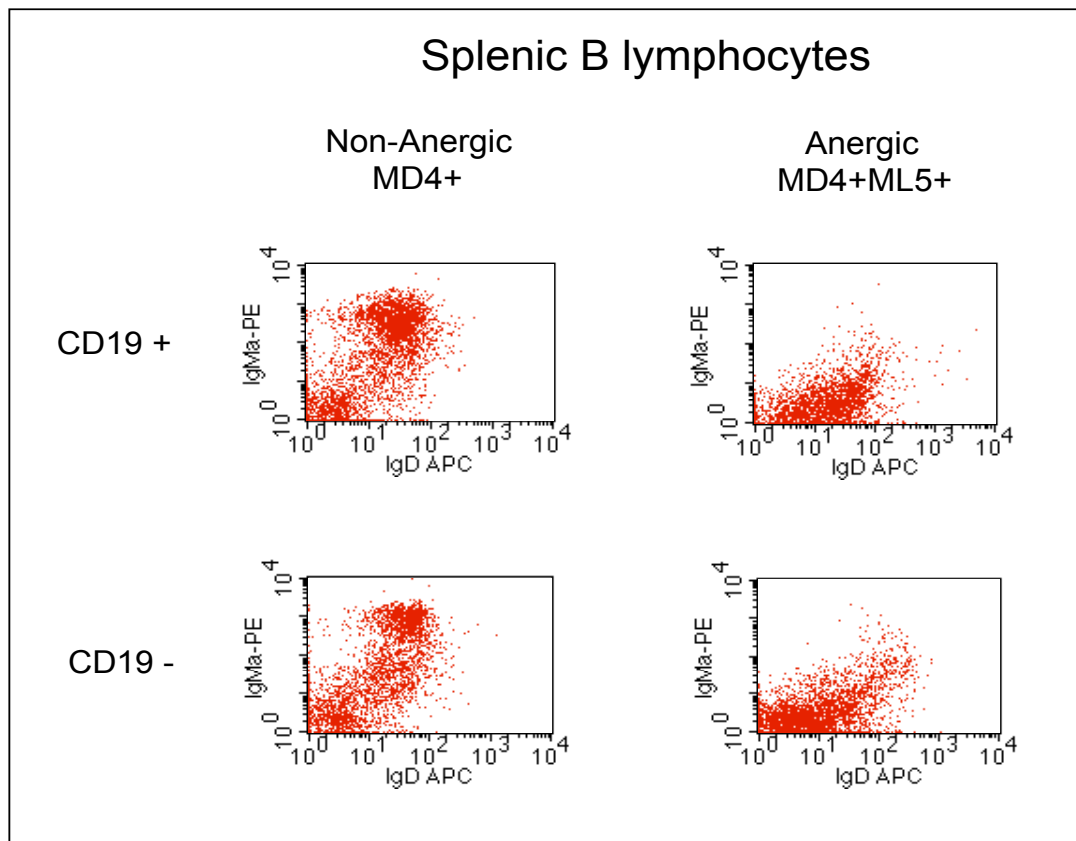 Splenic B lymphocytes
Non-Anergic
MD4+
Anergic
MD4+ML5+
CD19 +
IgMa-PE
10^4
10^0
10^0 10^1 10^2 10^3 10^4
IgD APC
IgMa-PE
10^4
10^0
10^0 10^1 10^2 10^3 10^4
IgD APC
CD19 -
IgMa-PE
10^4
10^0
10^0 10^1 10^2 10^3 10^4
IgD APC
IgMa-PE
10^4
10^0
10^0 10^1 10^2 10^3 10^4
IgD APC